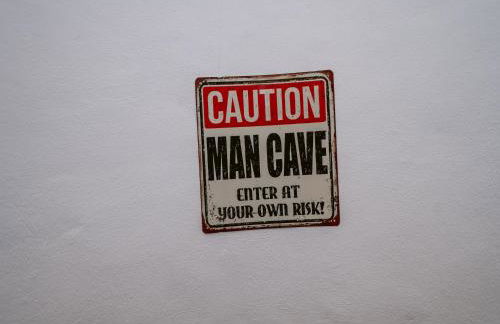 CAUTION
MAN CAVE
ENTER AT
YOUR OWN RISK!